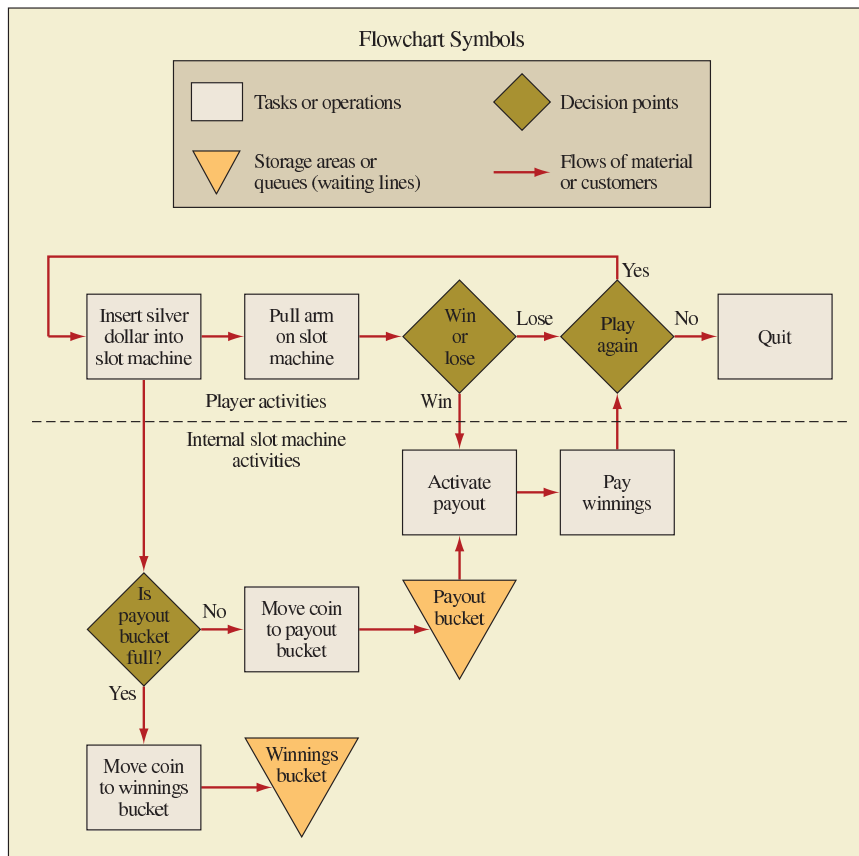 Flowchart Symbols
Tasks or operations
Decision points
Storage areas or
queues (waiting lines)
Flows of material
or customers
Yes
Insert silver
dollar into
slot machine
Pull arm
on slot
machine
Win
or
lose
Lose
Play
again
No
Quit
Player activities
Win
Internal slot machine
activities
Activate
payout
Pay
winnings
Is
payout
bucket
full?
No
Move coin
to payout
bucket
Payout
bucket
Yes
Move coin
to winnings
bucket
Winnings
bucket